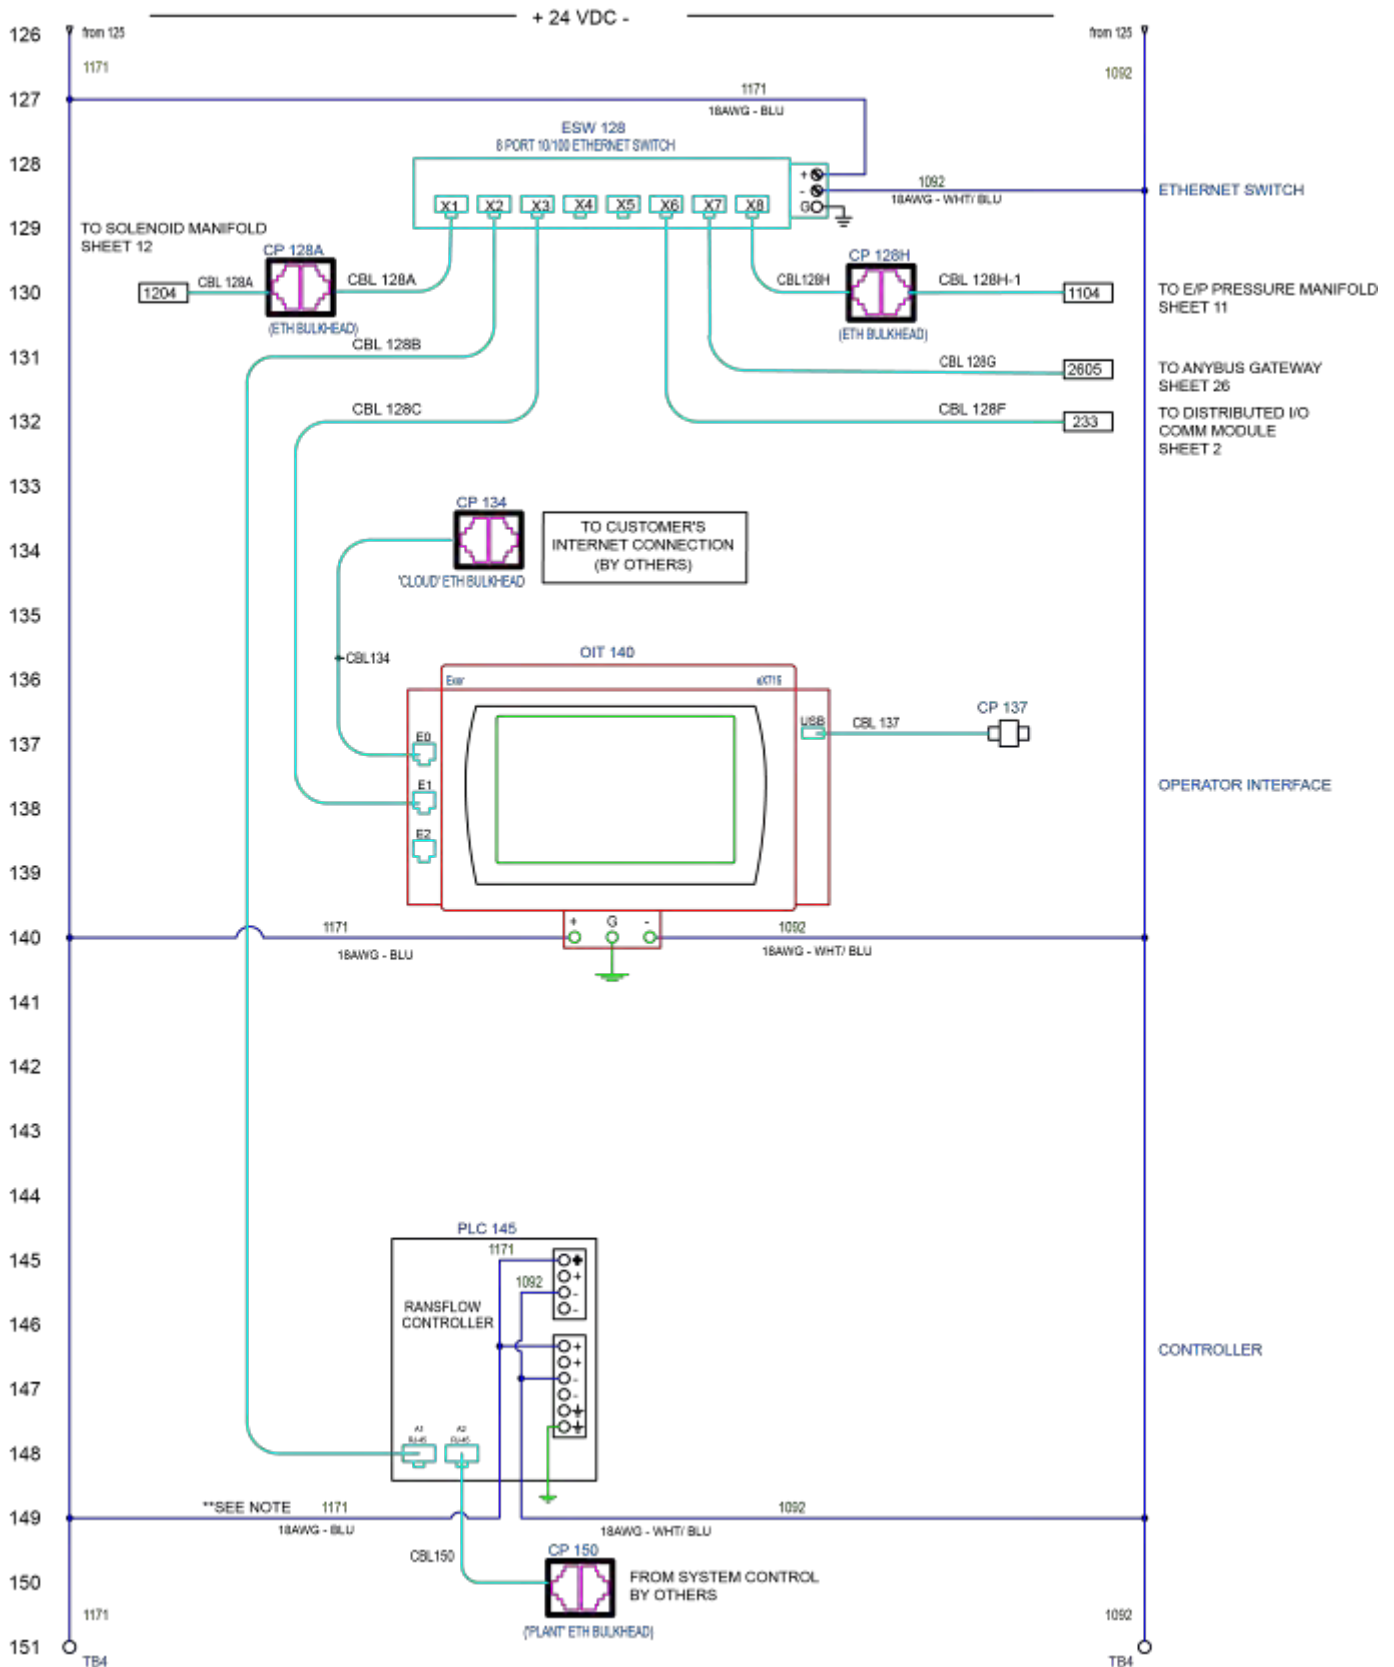 + 24 VDC -
126
from 125
from 125
1171
1092
127
1171
18AWG - BLU
ESW 128
8 PORT 10/100 ETHERNET SWITCH
128
+
-
G
1092
18AWG - WHT/ BLU
ETHERNET SWITCH
X1 X2 X3 X4 X5 X6 X7 X8
129
TO SOLENOID MANIFOLD
SHEET 12
CP 128A
CP 128H
CBL 128A
CBL 128A
CBL128H
CBL 128H-1
130
1204
1104
TO E/P PRESSURE MANIFOLD
SHEET 11
(ETH BULKHEAD)
(ETH BULKHEAD)
CBL 128B
131
CBL 128G
2605
TO ANYBUS GATEWAY
SHEET 26
CBL 128C
CBL 128F
132
233
TO DISTRIBUTED I/O
COMM MODULE
SHEET 2
133
CP 134
134
TO CUSTOMER'S
INTERNET CONNECTION
(BY OTHERS)
'CLOUD' ETH BULKHEAD
135
CBL134
OIT 140
136
Exor
eX715
CP 137
137
E0
USB
CBL 137
E1
138
OPERATOR INTERFACE
E2
139
+ G -
140
1171
18AWG - BLU
1092
18AWG - WHT/ BLU
141
142
143
144
PLC 145
145
1171
+
+
1092
-
-
146
RANSFLOW
CONTROLLER
+
+
CONTROLLER
147
-
-
A1
RJ-45
A2
RJ-45
148
**SEE NOTE
1171
1092
149
18AWG - BLU
18AWG - WHT/ BLU
CBL150
CP 150
150
FROM SYSTEM CONTROL
BY OTHERS
1171
1092
('PLANT' ETH BULKHEAD)
151
TB4
TB4